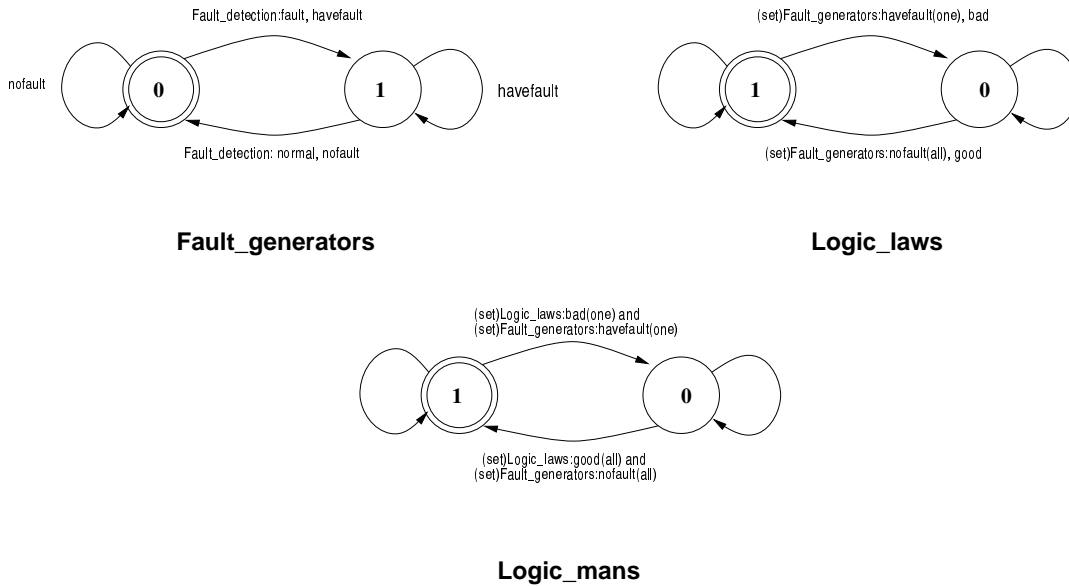 Fault_detection:fault, havefault
nofault
0
1
havefault
Fault_detection: normal, nofault
Fault_generators
(set)Fault_generators:havefault(one), bad
1
0
(set)Fault_generators:nofault(all), good
Logic_laws
(set)Logic_laws:bad(one) and
(set)Fault_generators:havefault(one)
1
0
(set)Logic_laws:good(all) and
(set)Fault_generators:nofault(all)
Logic_mans